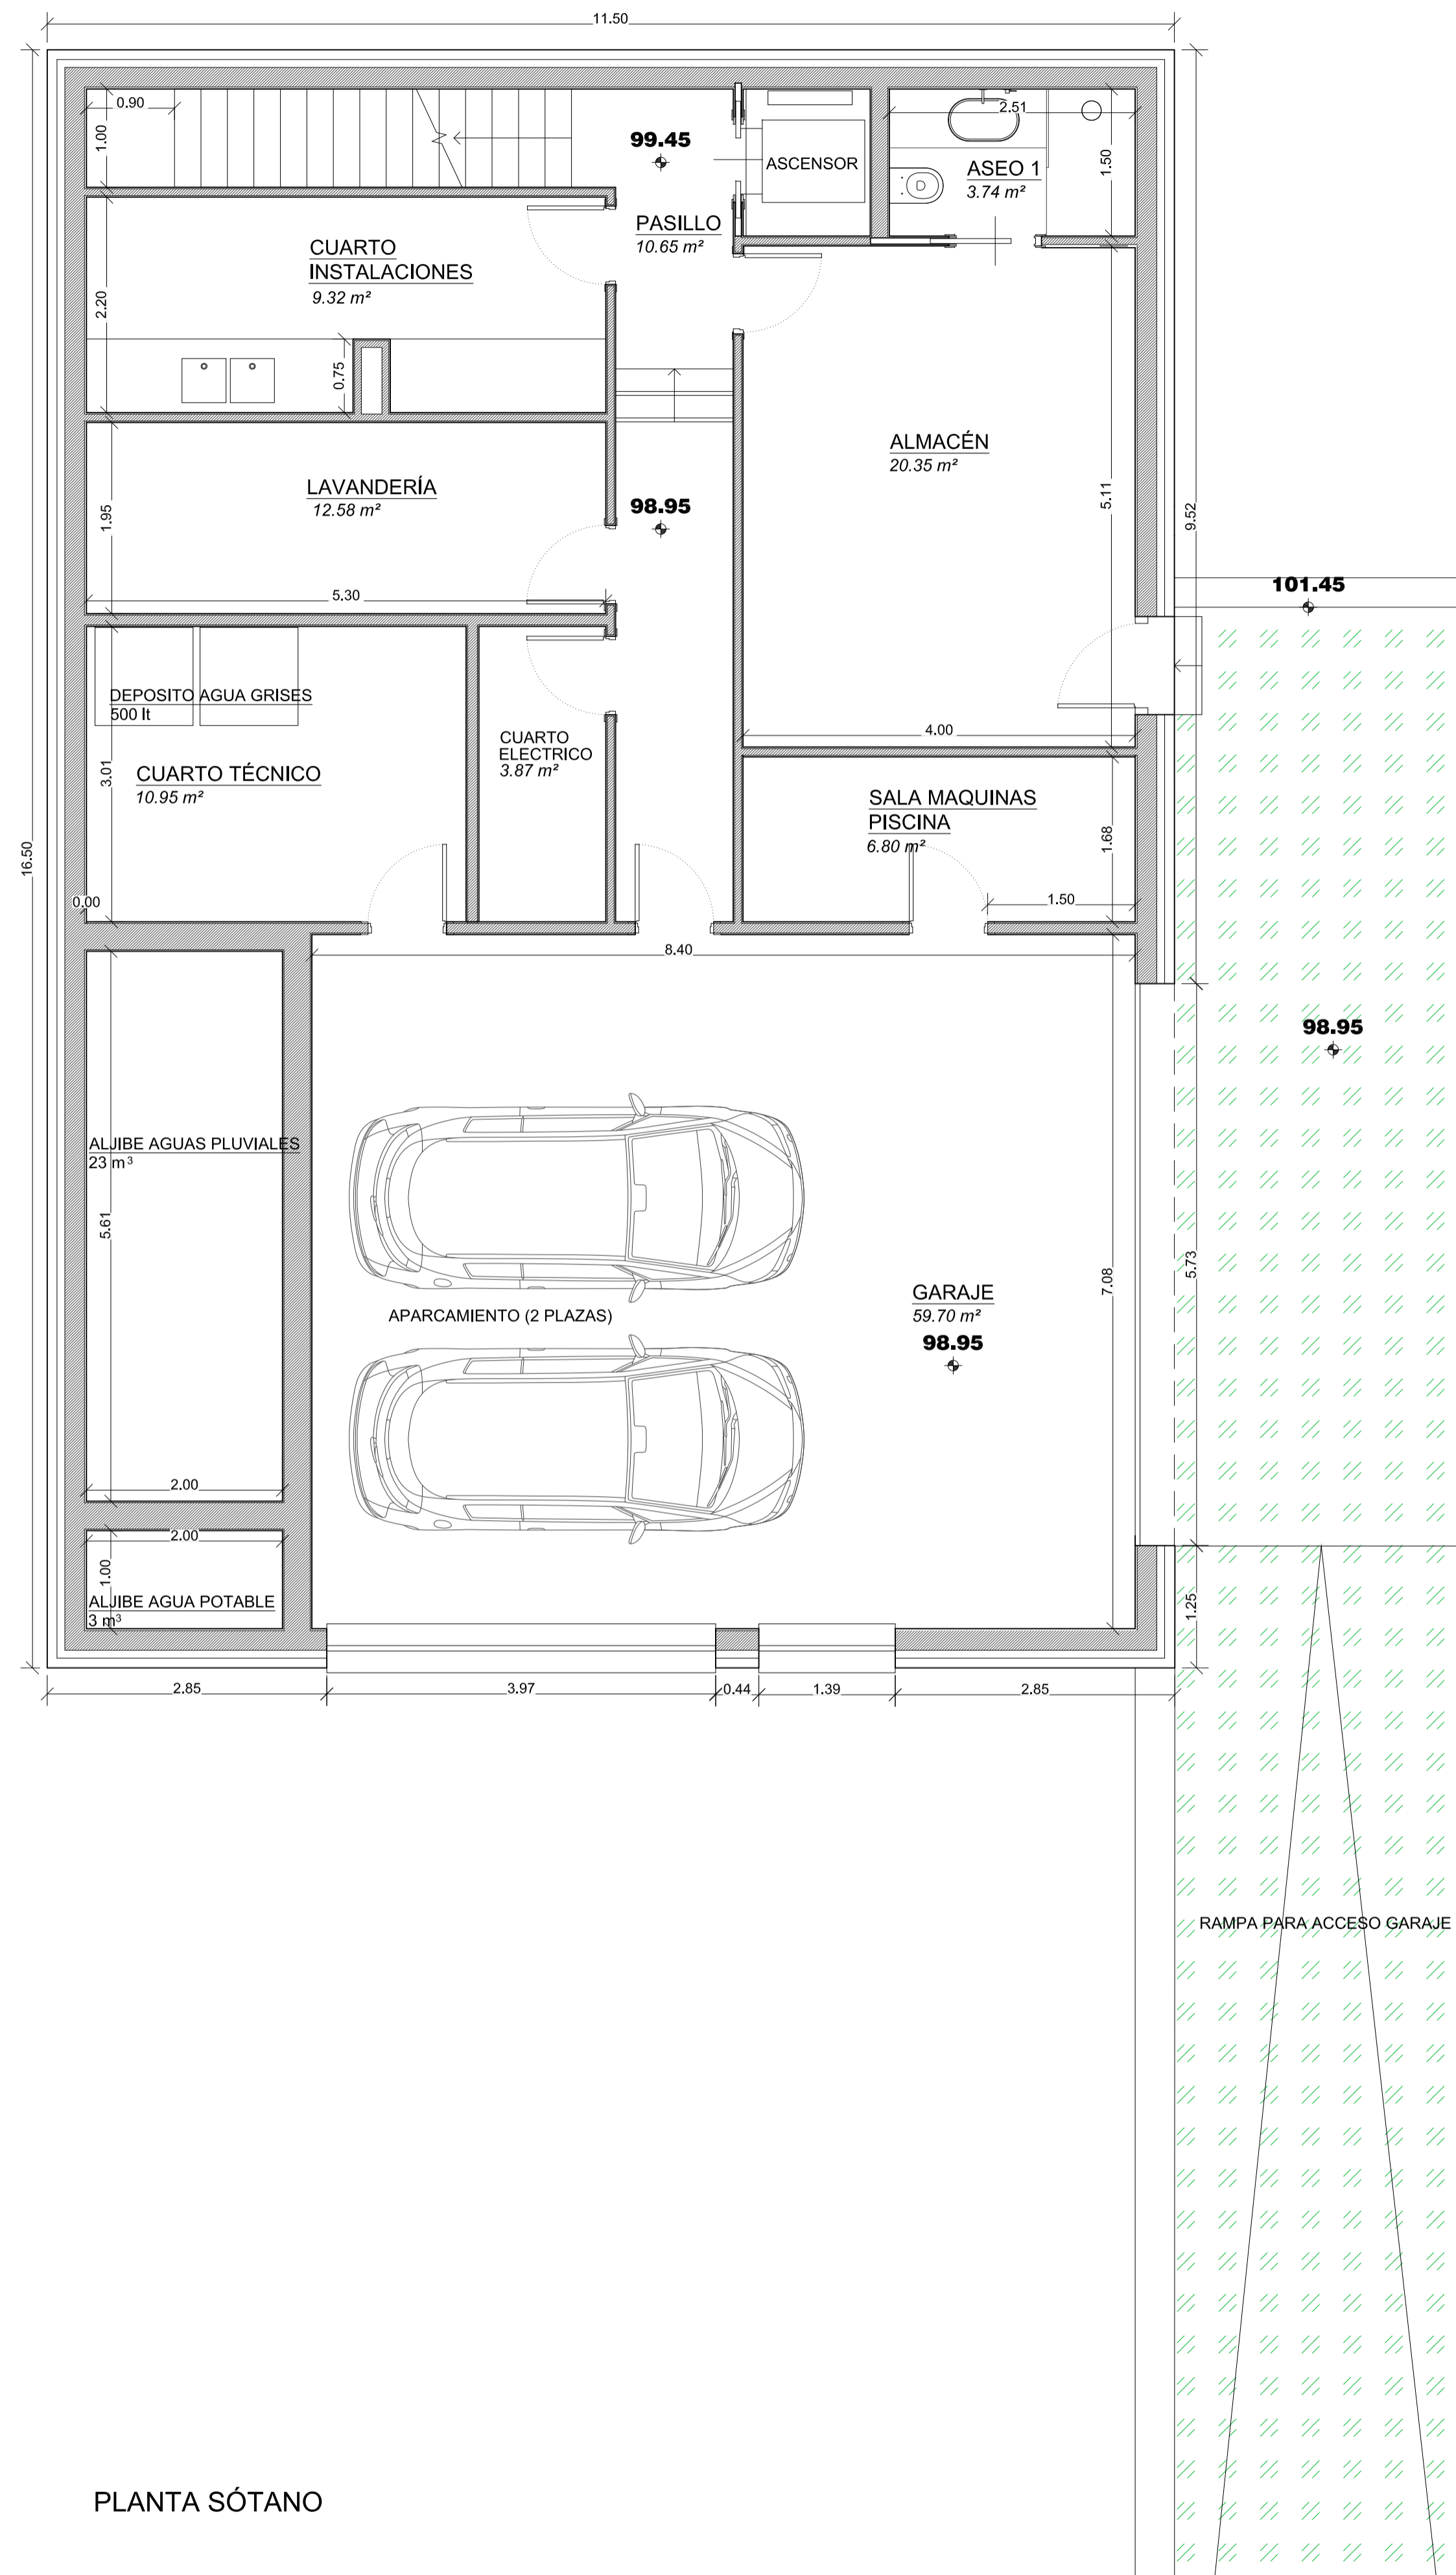 11.50
0.90
1.00
99.45
ASCENSOR
2.51
ASEO 1
3.74 m²
1.50
PASILLO
10.65 m²
CUARTO
INSTALACIONES
9.32 m²
2.20
0.75
ALMACÉN
20.35 m²
LAVANDERÍA
12.58 m²
1.95
98.95
5.11
9.52
5.30
101.45
DEPOSITO AGUA GRISES
500 lt
CUARTO
ELECTRICO
3.87 m²
4.00
3.01
CUARTO TÉCNICO
10.95 m²
SALA MAQUINAS
PISCINA
6.80 m²
1.68
16.50
0.00
1.50
8.40
98.95
ALJIBE AGUAS PLUVIALES
23 m³
5.61
5.73
7.08
GARAJE
59.70 m²
98.95
APARCAMIENTO (2 PLAZAS)
2.00
2.00
1.00
ALJIBE AGUA POTABLE
3 m³
1.25
2.85
3.97
0.44
1.39
2.85
RAMPA PARA ACCESO GARAJE
PLANTA SÓTANO